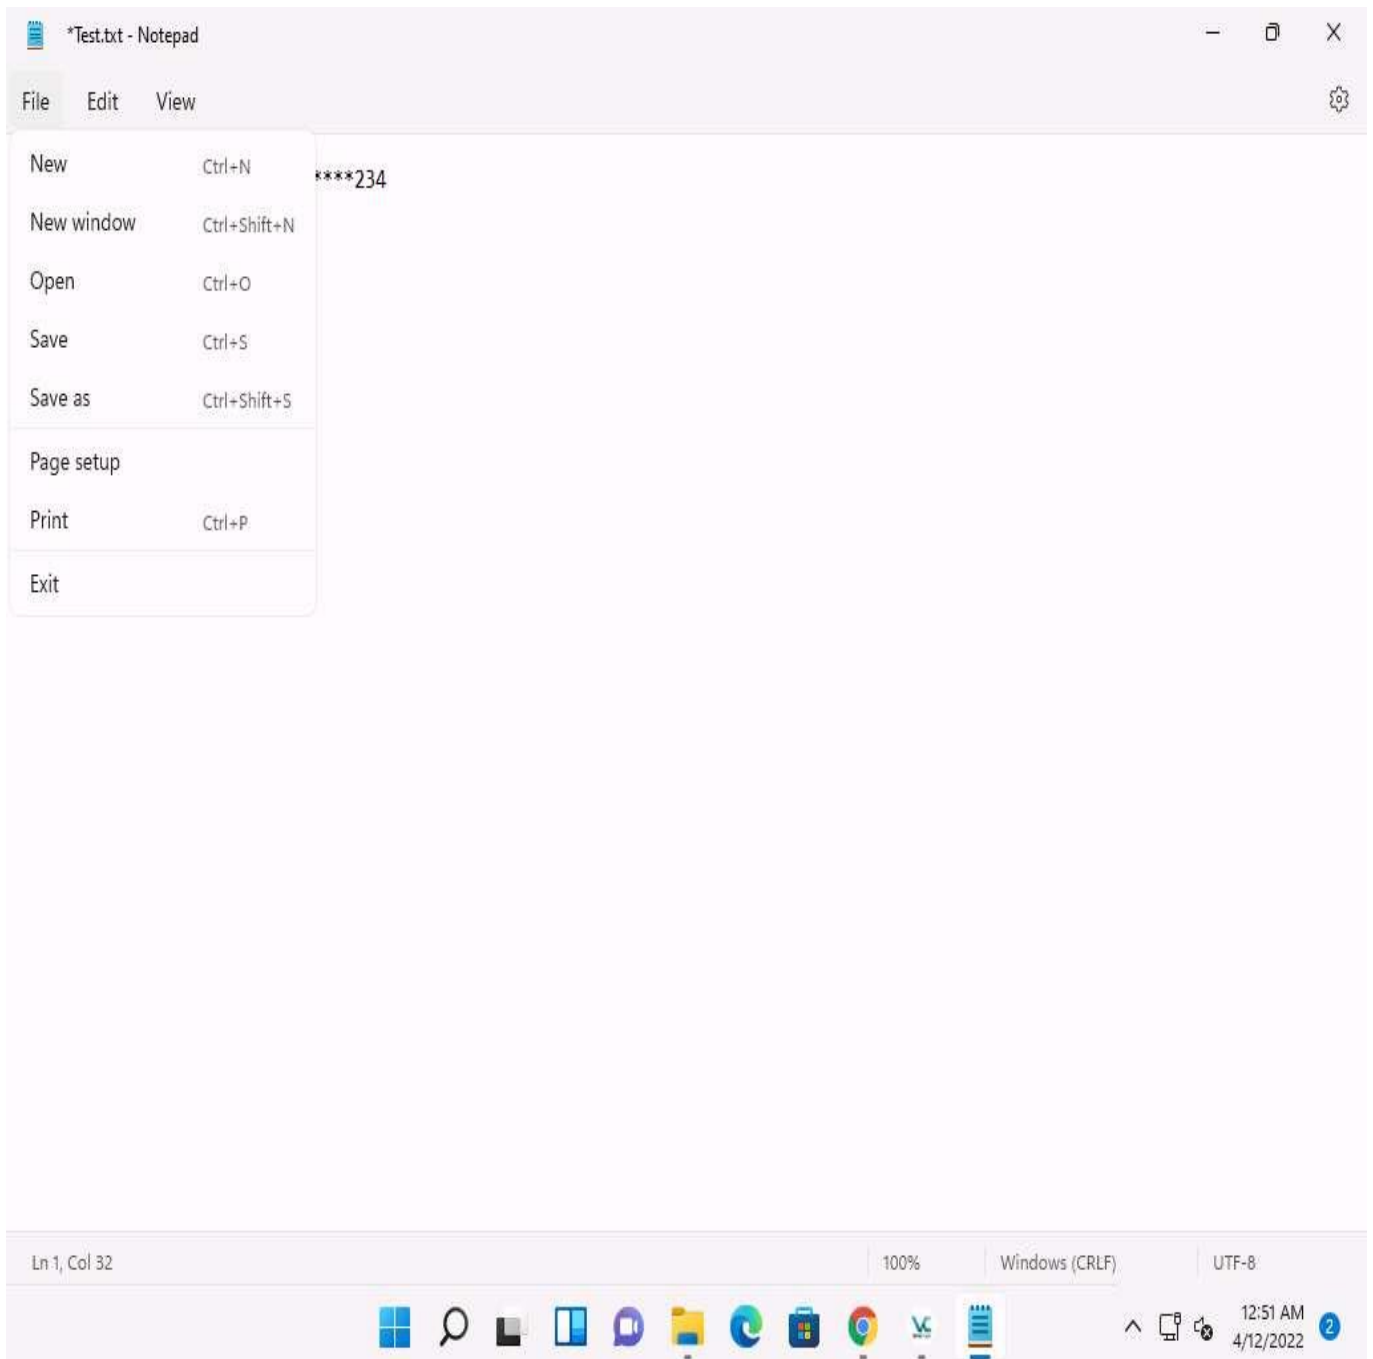 *Test.txt - Notepad
File Edit View
New Ctrl+N
****234
New window Ctrl+Shift+N
Open Ctrl+O
Save Ctrl+S
Save as Ctrl+Shift+S
Page setup
Print Ctrl+P
Exit
Ln 1, Col 32 100% Windows (CRLF) UTF-8
VC
12:51 AM
4/12/2022
2